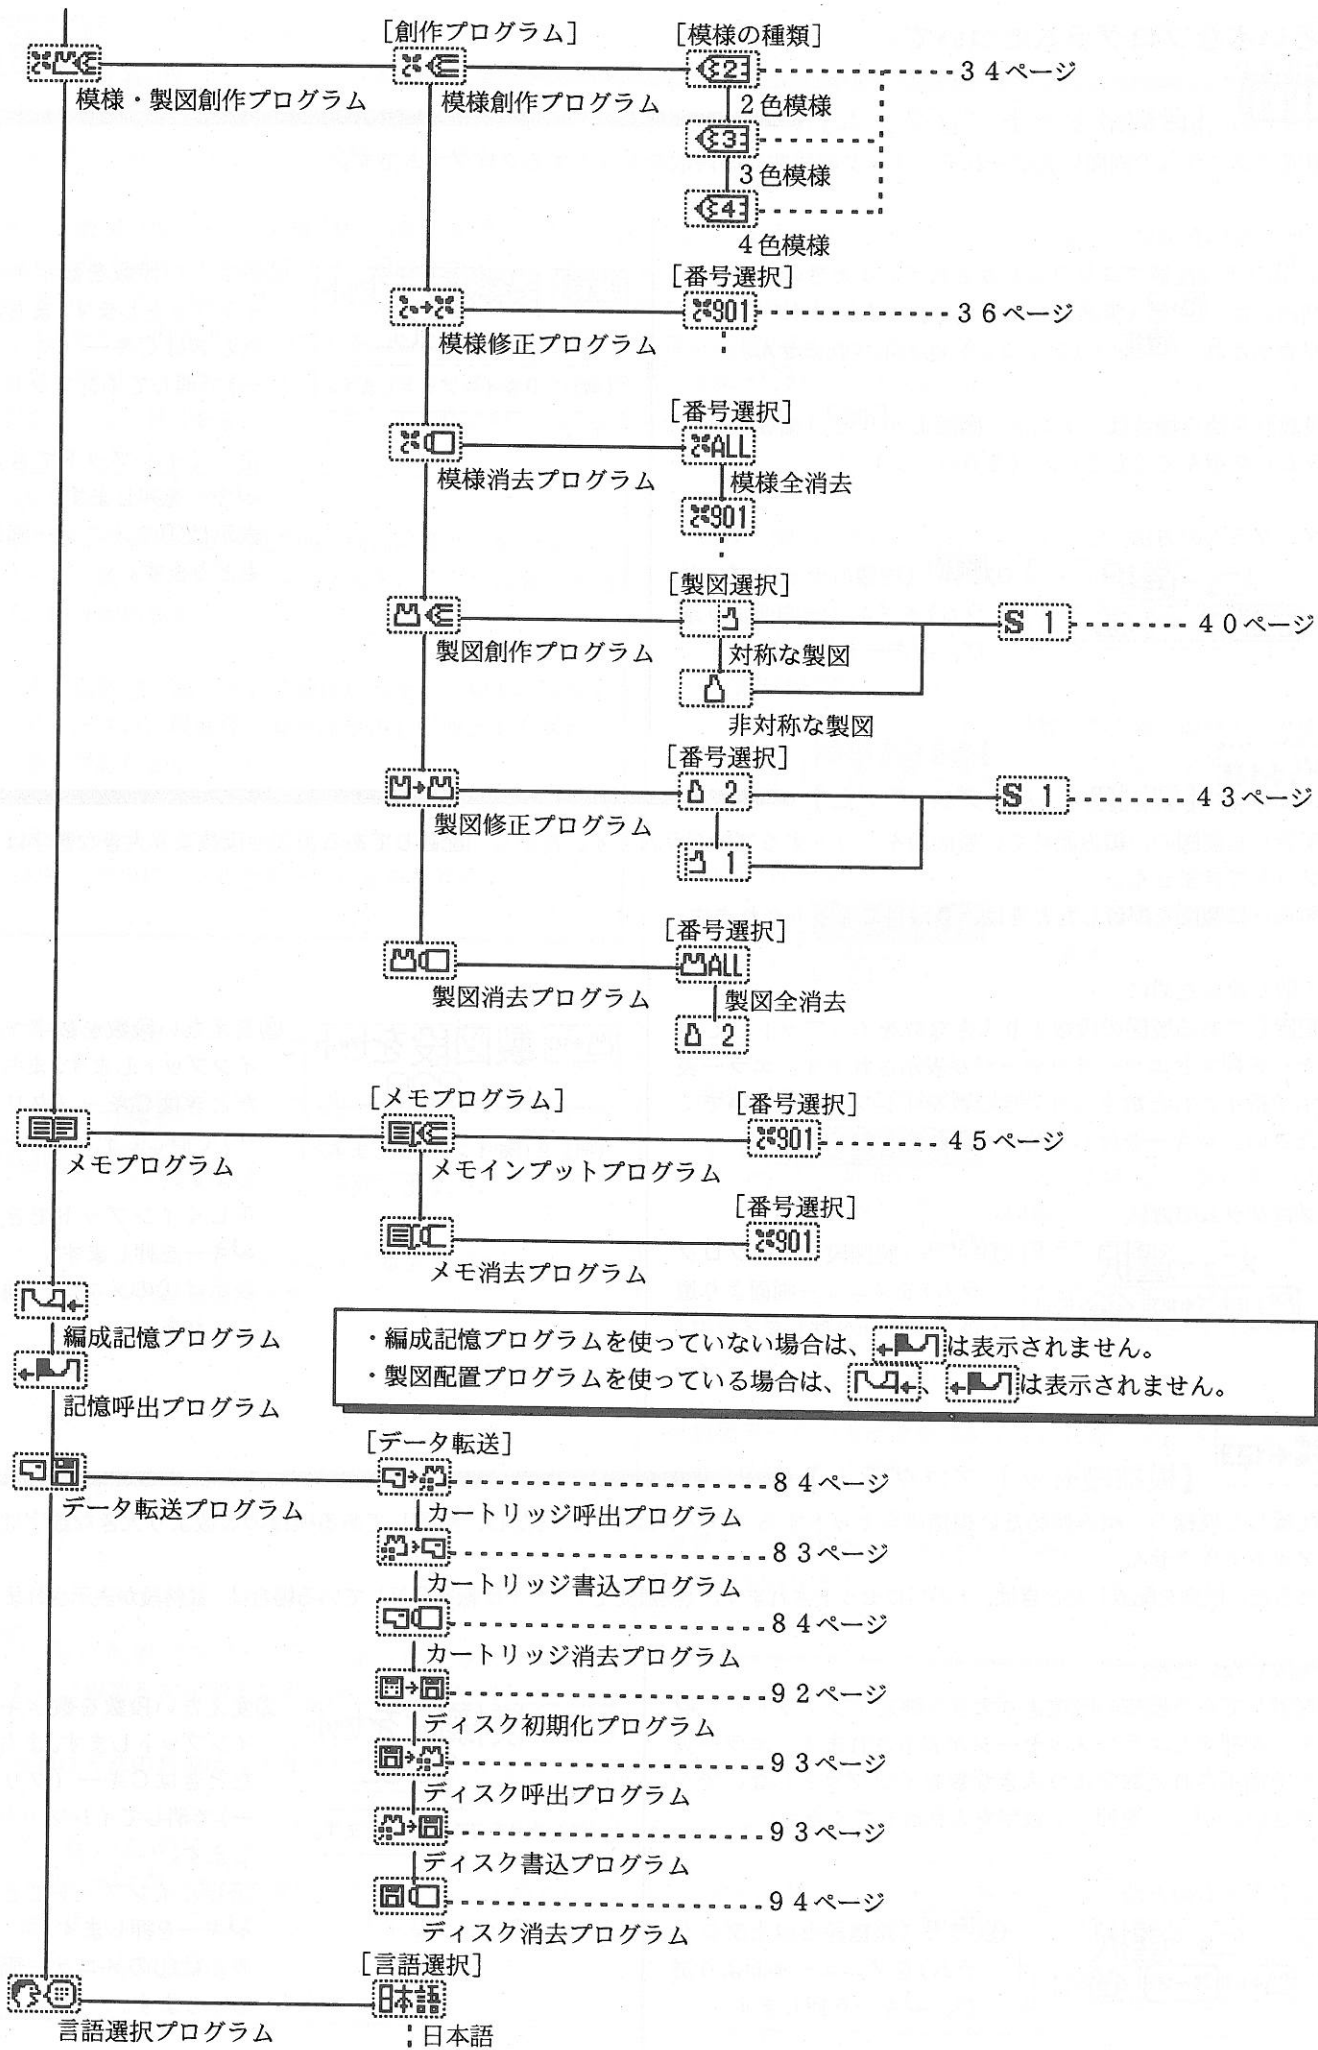 [創作プログラム]
[模様の種類]
2
34ページ
模様・製図創作プログラム
模様創作プログラム
2色模様
3
3色模様
4
4色模様
[番号選択]
901
36ページ
模様修正プログラム
[番号選択]
ALL
模様消去プログラム
模様全消去
901
[製図選択]
S 1
40ページ
製図創作プログラム
対称な製図
非対称な製図
[番号選択]
2
S 1
43ページ
製図修正プログラム
1
[番号選択]
ALL
製図消去プログラム
製図全消去
2
[メモプログラム]
[番号選択]
901
45ページ
メモプログラム
メモインプットプログラム
[番号選択]
901
メモ消去プログラム
編成記憶プログラム
・編成記憶プログラムを使っていない場合は、は表示されません。
・製図配置プログラムを使っている場合は、、は表示されません。
記憶呼出プログラム
[データ転送]
84ページ
データ転送プログラム
カートリッジ呼出プログラム
83ページ
カートリッジ書込プログラム
84ページ
カートリッジ消去プログラム
92ページ
ディスク初期化プログラム
93ページ
ディスク呼出プログラム
93ページ
ディスク書込プログラム
94ページ
ディスク消去プログラム
[言語選択]
日本語
言語選択プログラム
日本語